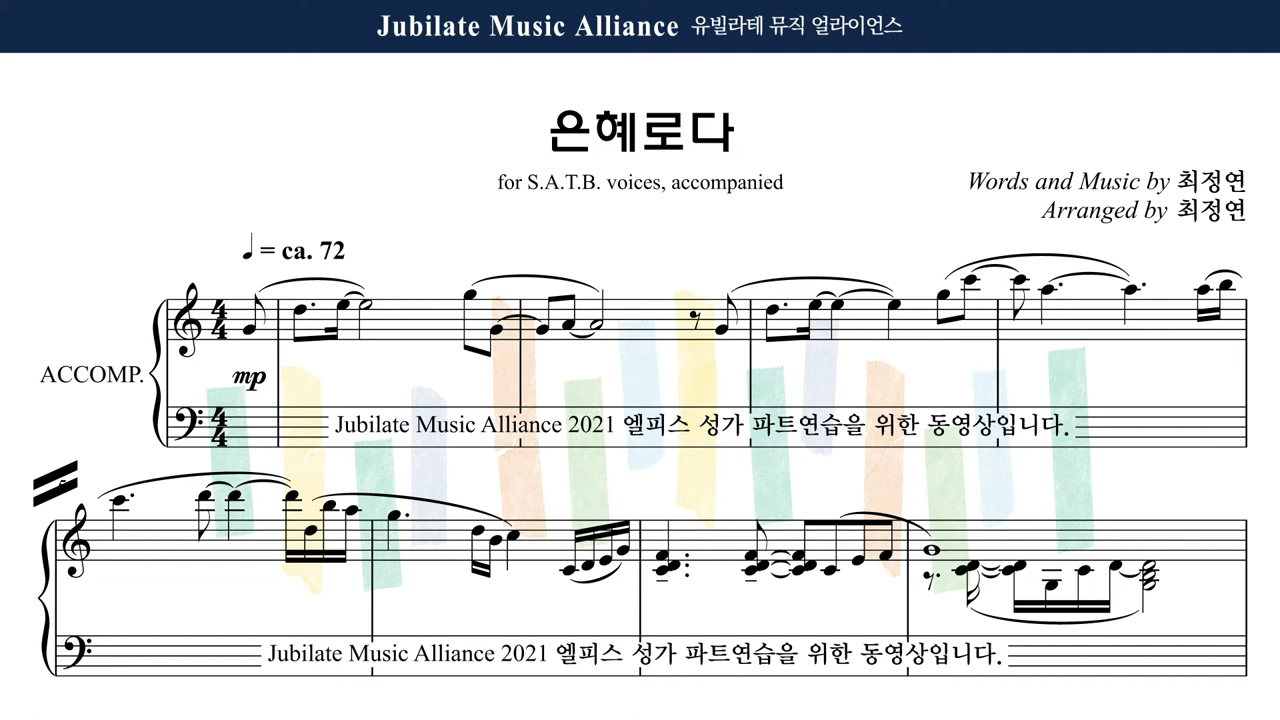 Jubilate Music Alliance 유빌라테 뮤직 얼라이언스
은혜로다
for S.A.T.B. voices, accompanied
Words and Music by 최정연
Arranged by 최정연
♩ = ca. 72
ACCOMP.
mp
Jubilate Music Alliance 2021 엘피스 성가 파트연습을 위한 동영상입니다.
Jubilate Music Alliance 2021 엘피스 성가 파트연습을 위한 동영상입니다.